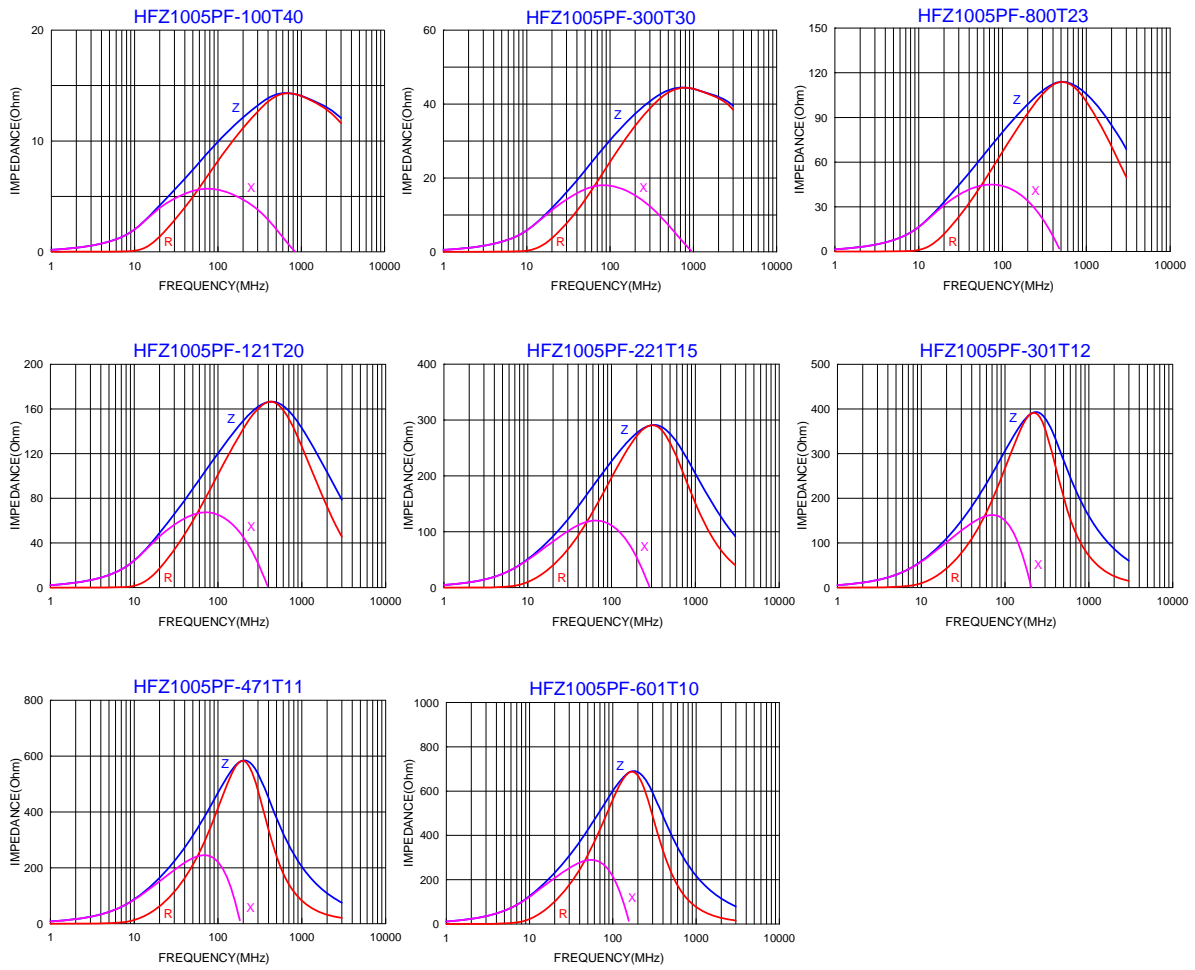 HFZ1005PF-100T40
20
10
0
IMPEDANCE(Ohm)
Z
X
R
1 10 100 1000 10000
FREQUENCY(MHz)
HFZ1005PF-300T30
60
40
20
0
IMPEDANCE(Ohm)
Z
X
R
1 10 100 1000 10000
FREQUENCY(MHz)
HFZ1005PF-800T23
150
120
90
60
30
0
IMPEDANCE(Ohm)
Z
X
R
1 10 100 1000 10000
FREQUENCY(MHz)
HFZ1005PF-121T20
200
160
120
80
40
0
IMPEDANCE(Ohm)
Z
X
R
1 10 100 1000 10000
FREQUENCY(MHz)
HFZ1005PF-221T15
400
300
200
100
0
IMPEDANCE(Ohm)
Z
X
R
1 10 100 1000 10000
FREQUENCY(MHz)
HFZ1005PF-301T12
500
400
300
200
100
0
IMPEDANCE(Ohm)
Z
X
R
1 10 100 1000 10000
FREQUENCY(MHz)
HFZ1005PF-471T11
800
600
400
200
0
IMPEDANCE(Ohm)
Z
X
R
1 10 100 1000 10000
FREQUENCY(MHz)
HFZ1005PF-601T10
1000
800
600
400
200
0
IMPEDANCE(Ohm)
Z
X
R
1 10 100 1000 10000
FREQUENCY(MHz)